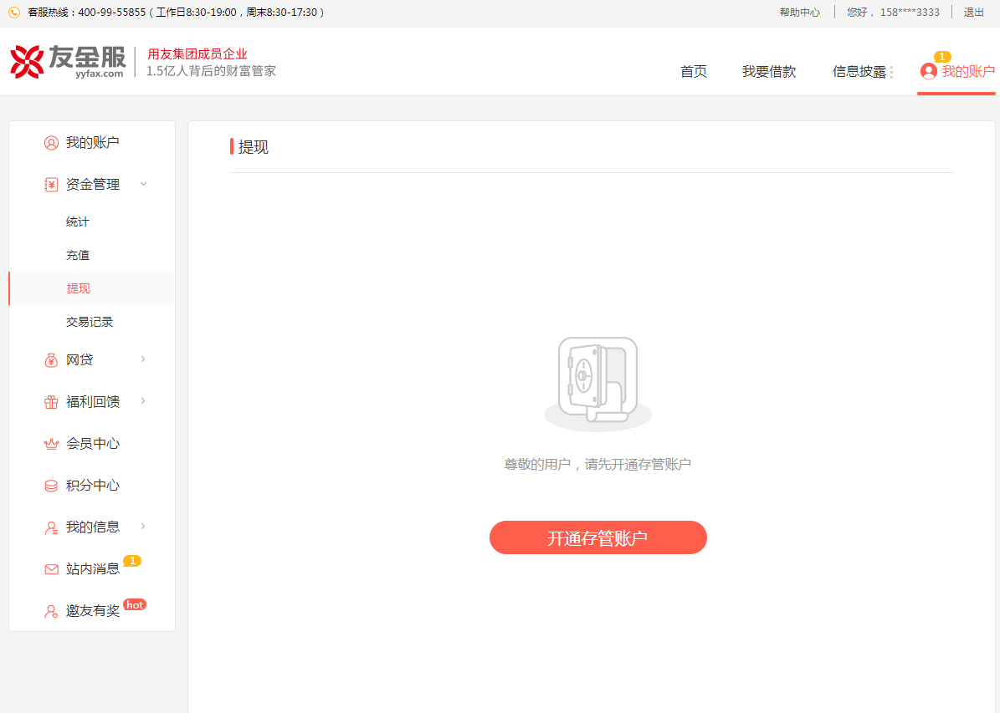 客服热线：400-99-55855（工作日8:30-19:00，周末8:30-17:30）
帮助中心
您好， 158****3333
退出
友金服
yyfax.com
用友集团成员企业
1.5亿人背后的财富管家
首页
我要借款
信息披露
1
我的账户
我的账户
资金管理
统计
充值
提现
交易记录
网贷
福利回馈
会员中心
积分中心
我的信息
站内消息 1
邀友有奖 hot
提现
尊敬的用户，请先开通存管账户
开通存管账户